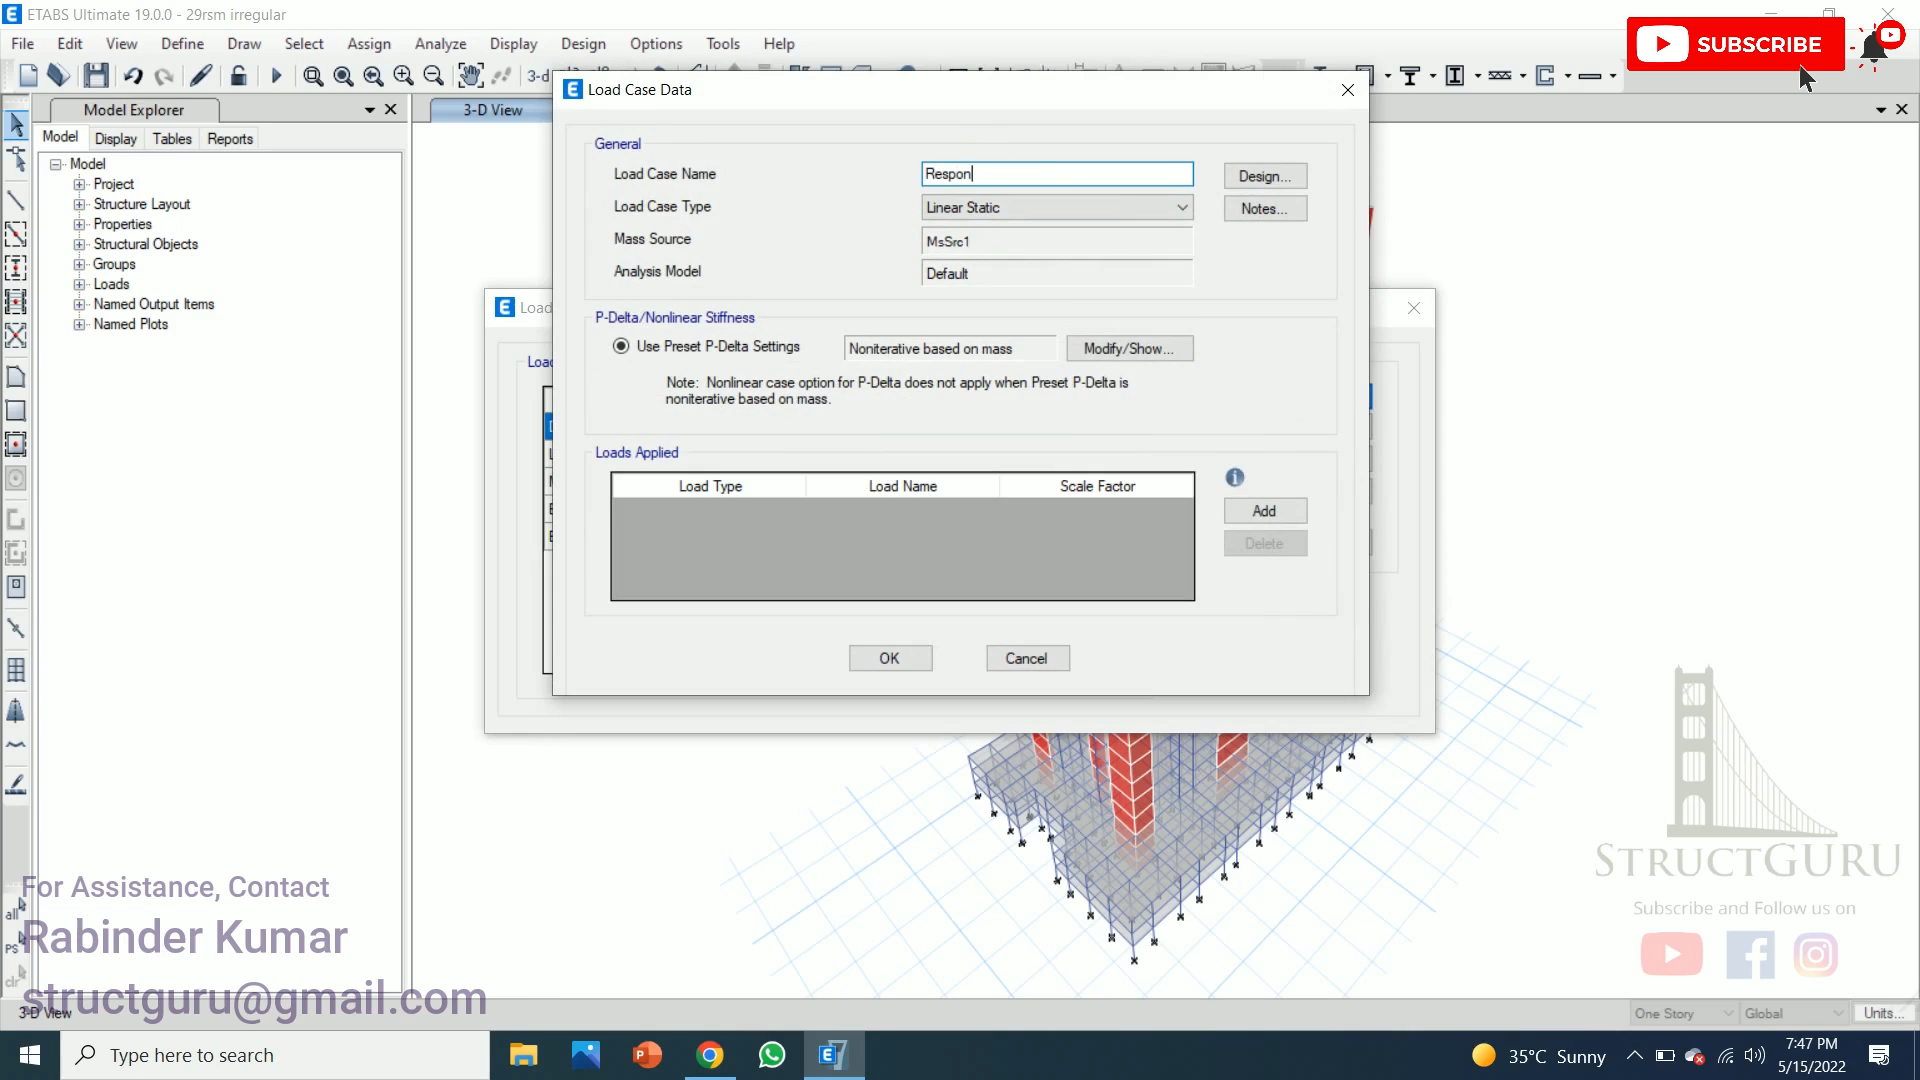 ETABS Ultimate 19.0.0 - 29rsm irregular
File Edit View Define Draw Select Assign Analyze Display Design Options Tools Help
SUBSCRIBE
3-d
Model Explorer
3-D View
Model Display Tables Reports
Model
Project
Structure Layout
Properties
Structural Objects
Groups
Loads
Named Output Items
Named Plots
Load
Load Case Data
General
Load Case Name Respon Design...
Load Case Type Linear Static Notes...
Mass Source MsSrc1
Analysis Model Default
P-Delta/Nonlinear Stiffness
Use Preset P-Delta Settings Noniterative based on mass Modify/Show...
Note: Nonlinear case option for P-Delta does not apply when Preset P-Delta is
noniterative based on mass.
Loads Applied
Load Type Load Name Scale Factor
Add
Delete
OK Cancel
For Assistance, Contact
Rabinder Kumar
structguru@gmail.com
all
PS
clr
STRUCTGURU
Subscribe and Follow us on
3-D View
One Story Global Units...
Type here to search
35°C Sunny
7:47 PM
5/15/2022